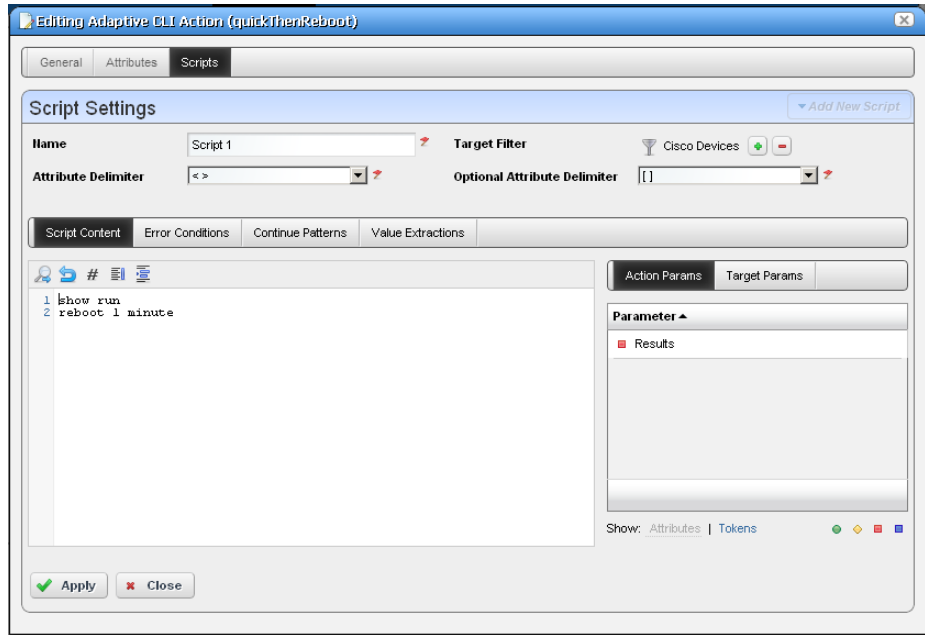 Editing Adaptive CLI Action (quickThenReboot)
General Attributes Scripts
Script Settings Add New Script
Name Script 1 Target Filter Cisco Devices
Attribute Delimiter < > Optional Attribute Delimiter [ ]
Script Content Error Conditions Continue Patterns Value Extractions
Action Params Target Params
#
1 show run
2 reboot 1 minute
Parameter
Results
Show: Attributes | Tokens
Apply Close